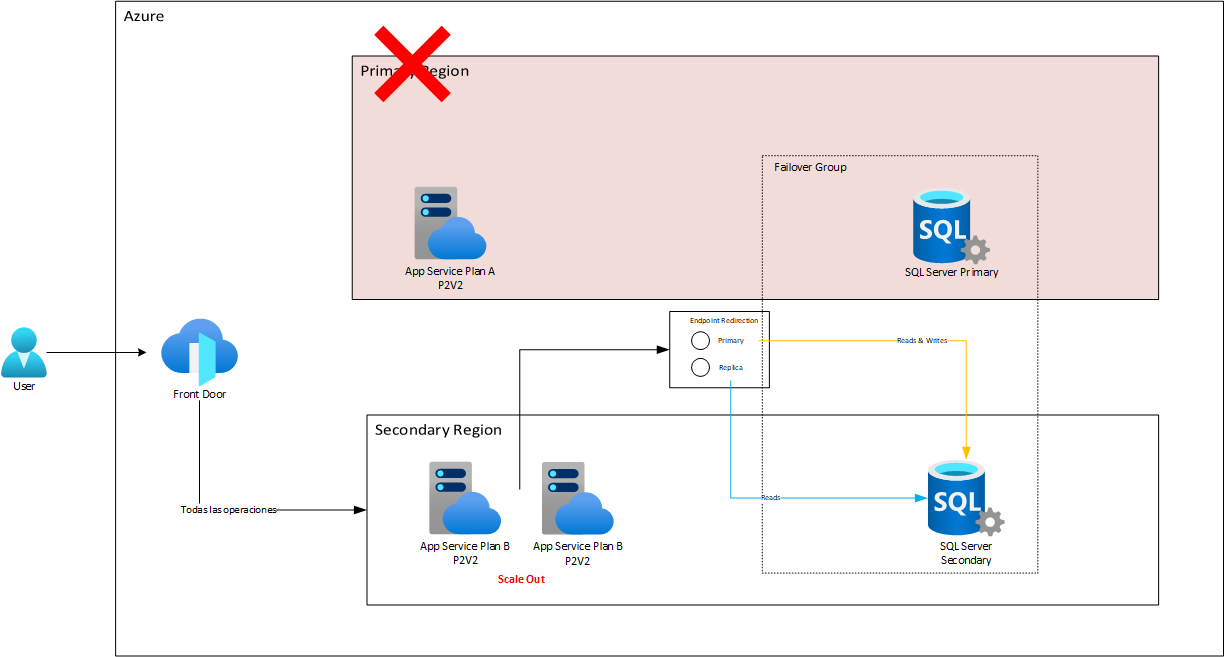 Azure
Primary Region
Failover Group
SQL
App Service Plan A
P2V2
SQL Server Primary
Endpoint Redirection
Primary
Reads & Writes
Replica
User
Front Door
Secondary Region
Reads
SQL
Todas las operaciones
App Service Plan B
P2V2
App Service Plan B
P2V2
SQL Server
Secondary
Scale Out